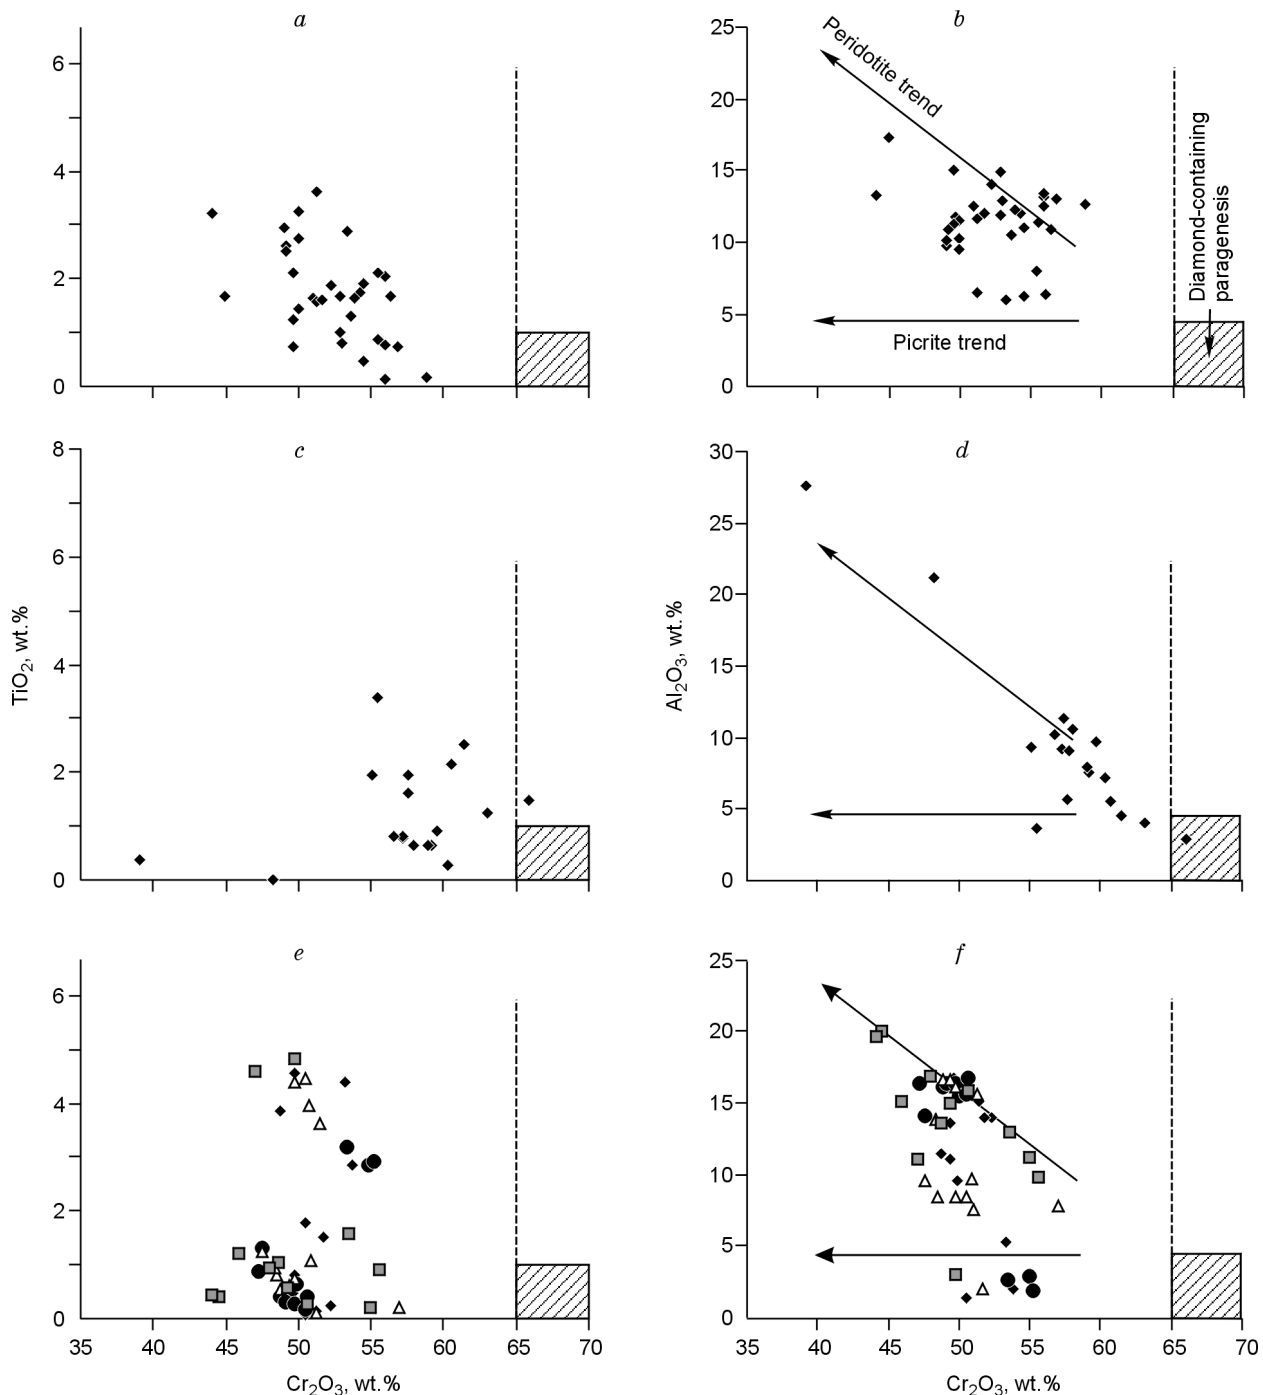 a
6
4
2
0
b
25
20
15
10
5
0
Peridotite trend
Picrite trend
Diamond-containing
paragenesis
c
8
6
4
2
0
TiO₂, wt.%
d
30
25
20
15
10
5
0
Al₂O₃, wt.%
e
6
4
2
0
35 40 45 50 55 60 65 70
Cr₂O₃, wt.%
f
25
20
15
10
5
0
35 40 45 50 55 60 65 70
Cr₂O₃, wt.%